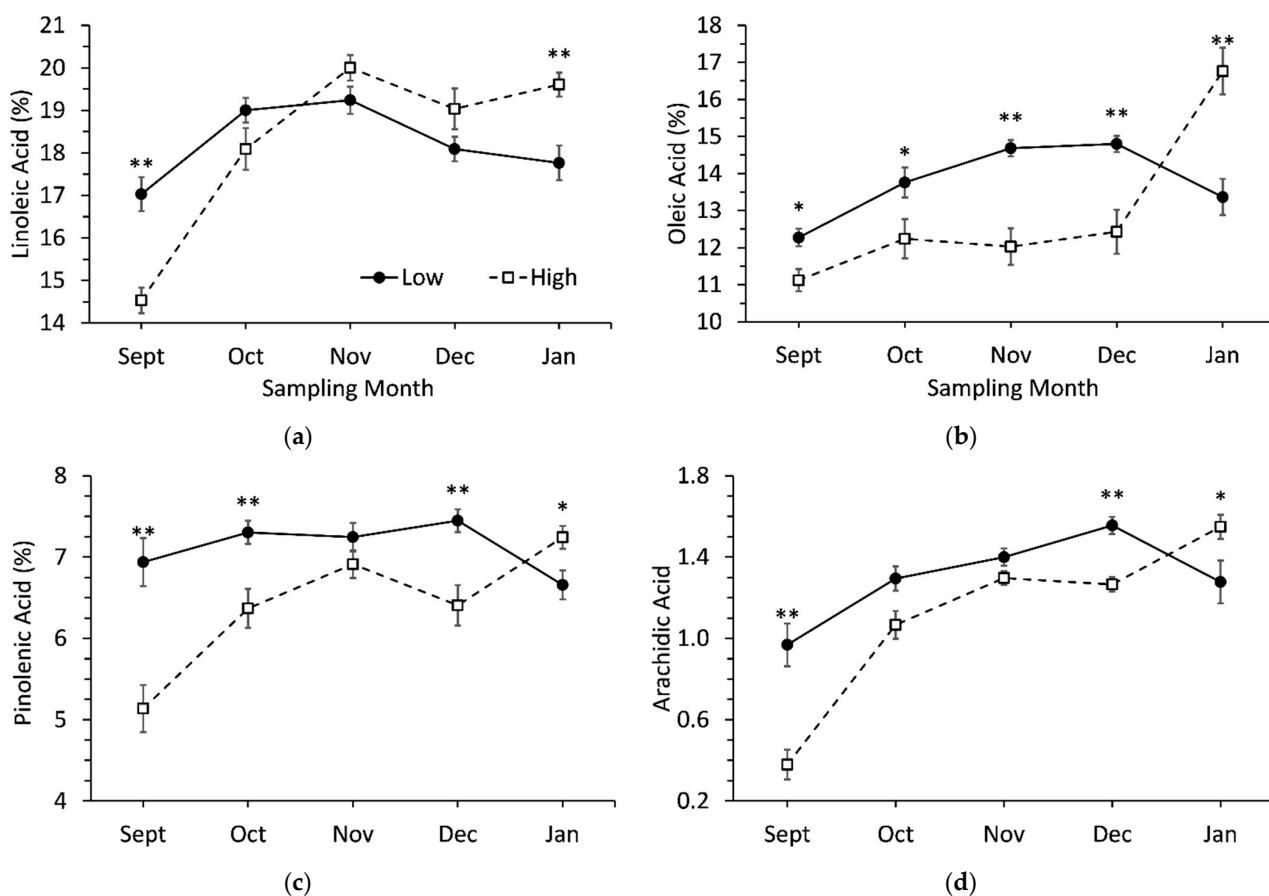 21
20
19
18
17
16
15
14
Linoleic Acid (%)
**
**
Low
High
Sept Oct Nov Dec Jan
Sampling Month
(a)
18
17
16
15
14
13
12
11
10
Oleic Acid (%)
*
*
**
**
**
Sept Oct Nov Dec Jan
Sampling Month
(b)
8
7
6
5
4
Pinolenic Acid (%)
**
**
**
*
Sept Oct Nov Dec Jan
(c)
1.8
1.4
1.0
0.6
0.2
Arachidic Acid
**
**
*
Sept Oct Nov Dec Jan
(d)